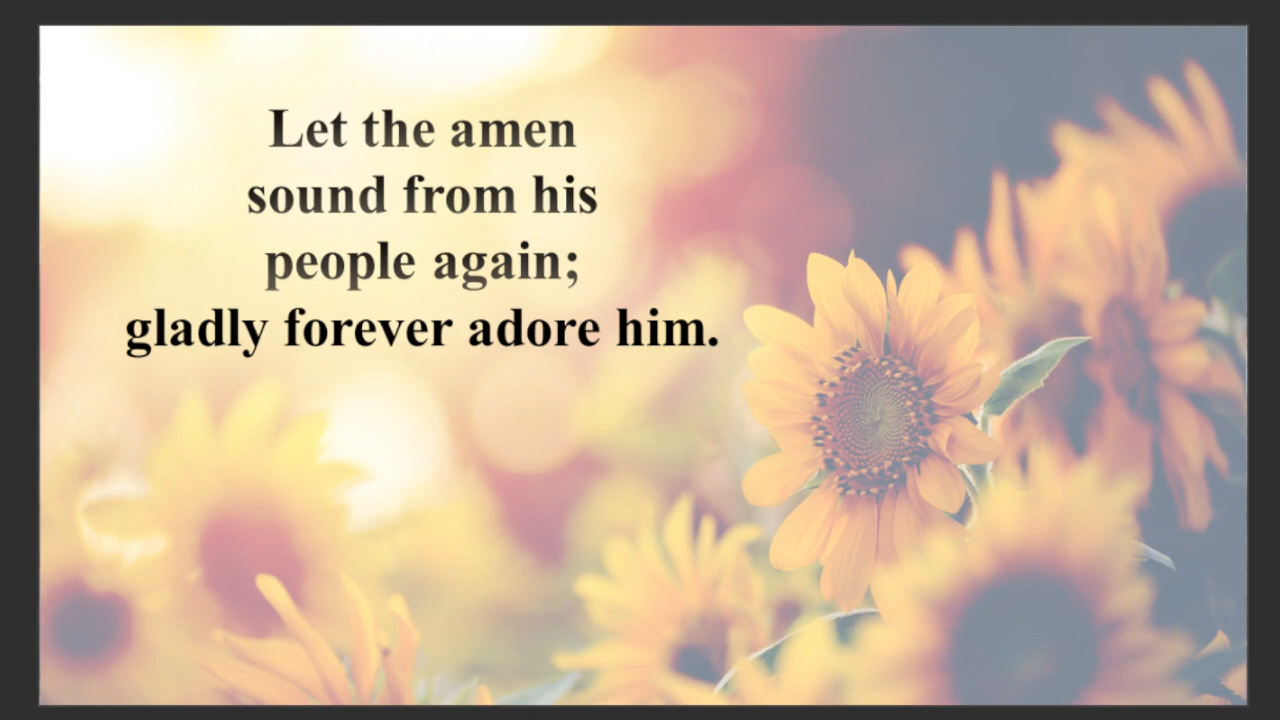 Let the amen
sound from his
people again;
gladly forever adore him.